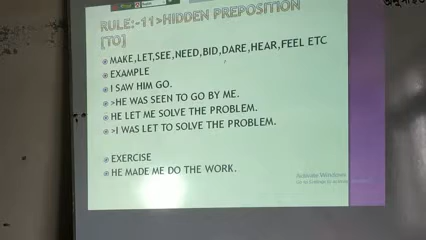 RULE:-11>HIDDEN PREPOSITION
[TO]
MAKE,LET,SEE,NEED,BID,DARE,HEAR,FEEL ETC
EXAMPLE
I SAW HIM GO.
>HE WAS SEEN TO GO BY ME.
HE LET ME SOLVE THE PROBLEM.
>I WAS LET TO SOLVE THE PROBLEM.
EXERCISE
HE MADE ME DO THE WORK.
Activate Windows